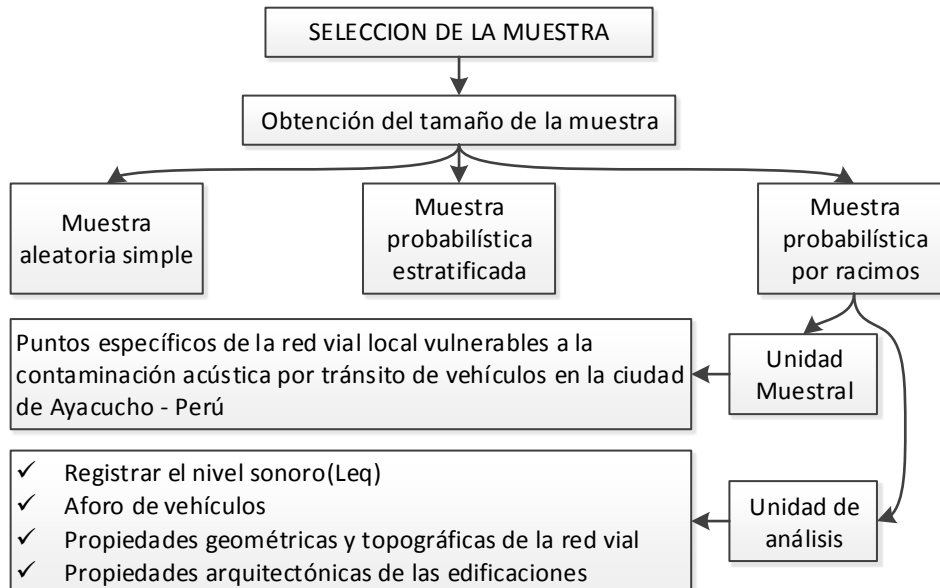 SELECCION DE LA MUESTRA
Obtención del tamaño de la muestra
Muestra
aleatoria simple
Muestra
probabilística
estratificada
Muestra
probabilística
por racimos
Puntos específicos de la red vial local vulnerables a la
contaminación acústica por tránsito de vehículos en la ciudad
de Ayacucho - Perú
Unidad
Muestral
✓ Registrar el nivel sonoro(Leq)
✓ Aforo de vehículos
✓ Propiedades geométricas y topográficas de la red vial
✓ Propiedades arquitectónicas de las edificaciones
Unidad de
análisis